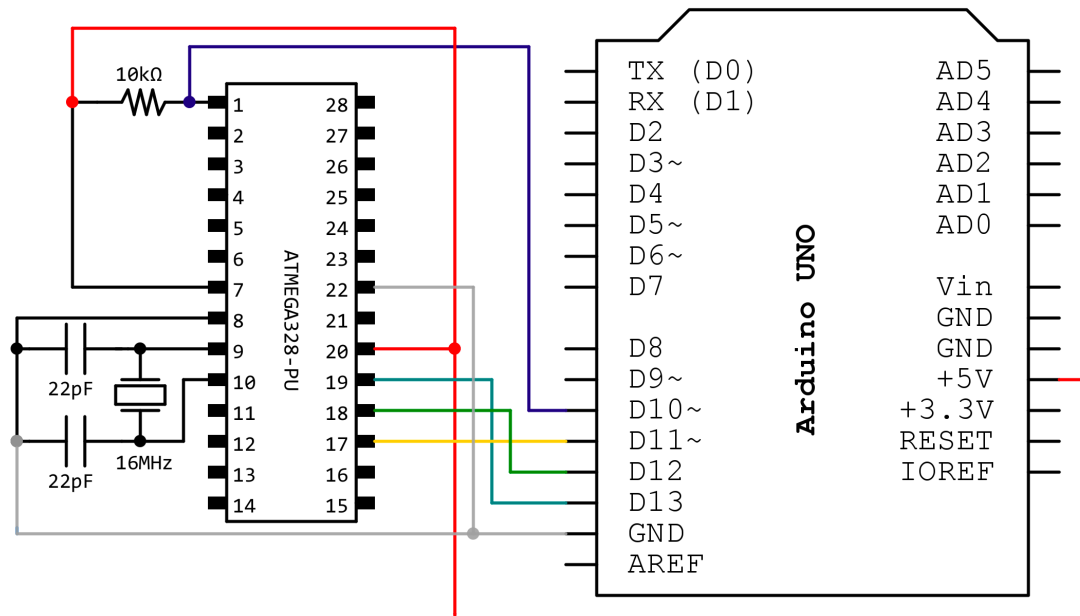 10kΩ
1
2
3
4
5
6
7
8
9
10
11
12
13
14
28
27
26
25
24
23
22
21
20
19
18
17
16
15
ATMEGA328-PU
22pF
22pF
16MHz
TX (D0)
RX (D1)
D2
D3~
D4
D5~
D6~
D7
D8
D9~
D10~
D11~
D12
D13
GND
AREF
Arduino UNO
AD5
AD4
AD3
AD2
AD1
AD0
Vin
GND
GND
+5V
+3.3V
RESET
IOREF